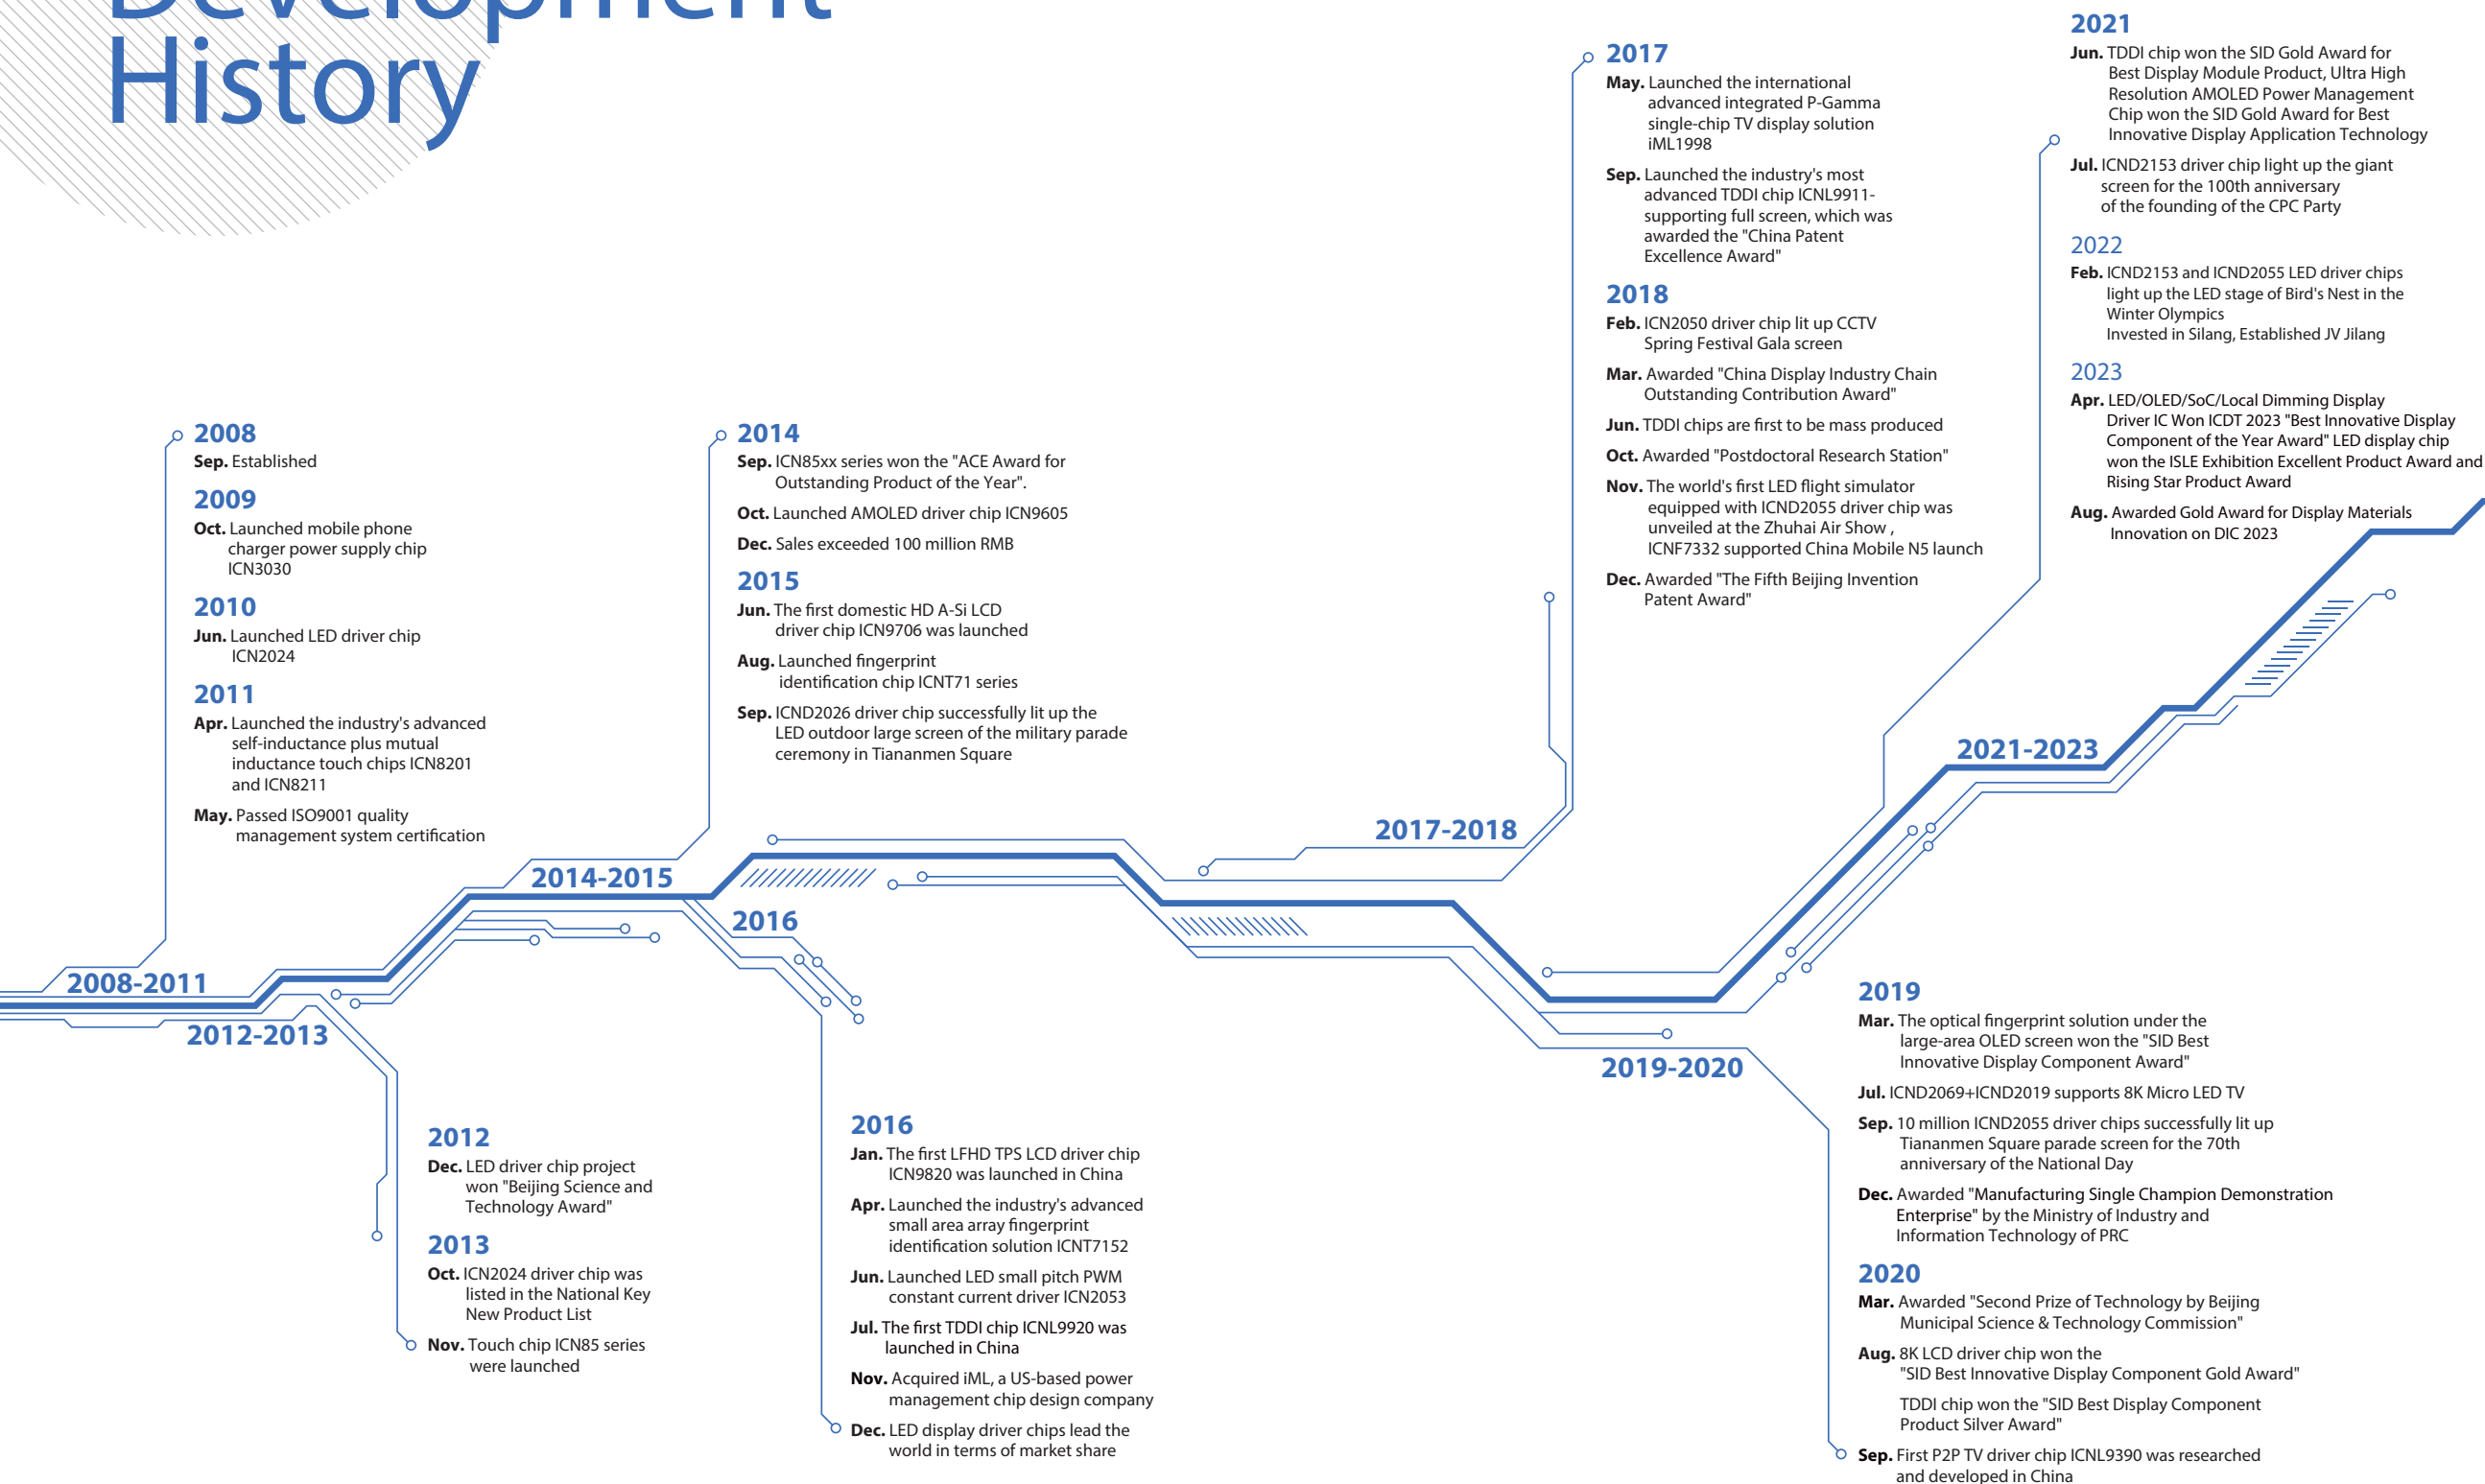 Development
History
2008
Sep. Established
2009
Oct. Launched mobile phone
charger power supply chip
ICN3030
2010
Jun. Launched LED driver chip
ICN2024
2011
Apr. Launched the industry's advanced
self-inductance plus mutual
inductance touch chips ICN8201
and ICN8211
May. Passed ISO9001 quality
management system certification
2008-2011
2012-2013
2012
Dec. LED driver chip project
won "Beijing Science and
Technology Award"
2013
Oct. ICN2024 driver chip was
listed in the National Key
New Product List
Nov. Touch chip ICN85 series
were launched
2014
Sep. ICN85xx series won the "ACE Award for
Outstanding Product of the Year".
Oct. Launched AMOLED driver chip ICN9605
Dec. Sales exceeded 100 million RMB
2015
Jun. The first domestic HD A-Si LCD
driver chip ICN9706 was launched
Aug. Launched fingerprint
identification chip ICNT71 series
Sep. ICND2026 driver chip successfully lit up the
LED outdoor large screen of the military parade
ceremony in Tiananmen Square
2014-2015
2016
2016
Jan. The first LFHD TPS LCD driver chip
ICN9820 was launched in China
Apr. Launched the industry's advanced
small area array fingerprint
identification solution ICNT7152
Jun. Launched LED small pitch PWM
constant current driver ICN2053
Jul. The first TDDI chip ICNL9920 was
launched in China
Nov. Acquired iML, a US-based power
management chip design company
Dec. LED display driver chips lead the
world in terms of market share
2017
May. Launched the international
advanced integrated P-Gamma
single-chip TV display solution
iML1998
Sep. Launched the industry's most
advanced TDDI chip ICNL9911-
supporting full screen, which was
awarded the "China Patent
Excellence Award"
2018
Feb. ICN2050 driver chip lit up CCTV
Spring Festival Gala screen
Mar. Awarded "China Display Industry Chain
Outstanding Contribution Award"
Jun. TDDI chips are first to be mass produced
Oct. Awarded "Postdoctoral Research Station"
Nov. The world's first LED flight simulator
equipped with ICND2055 driver chip was
unveiled at the Zhuhai Air Show ,
ICNF7332 supported China Mobile N5 launch
Dec. Awarded "The Fifth Beijing Invention
Patent Award"
2017-2018
2019-2020
2019
Mar. The optical fingerprint solution under the
large-area OLED screen won the "SID Best
Innovative Display Component Award"
Jul. ICND2069+ICND2019 supports 8K Micro LED TV
Sep. 10 million ICND2055 driver chips successfully lit up
Tiananmen Square parade screen for the 70th
anniversary of the National Day
Dec. Awarded "Manufacturing Single Champion Demonstration
Enterprise" by the Ministry of Industry and
Information Technology of PRC
2020
Mar. Awarded "Second Prize of Technology by Beijing
Municipal Science & Technology Commission"
Aug. 8K LCD driver chip won the
"SID Best Innovative Display Component Gold Award"
TDDI chip won the "SID Best Display Component
Product Silver Award"
Sep. First P2P TV driver chip ICNL9390 was researched
and developed in China
2021
Jun. TDDI chip won the SID Gold Award for
Best Display Module Product, Ultra High
Resolution AMOLED Power Management
Chip won the SID Gold Award for Best
Innovative Display Application Technology
Jul. ICND2153 driver chip light up the giant
screen for the 100th anniversary
of the founding of the CPC Party
2022
Feb. ICND2153 and ICND2055 LED driver chips
light up the LED stage of Bird's Nest in the
Winter Olympics
Invested in Silang, Established JV Jilang
2023
Apr. LED/OLED/SoC/Local Dimming Display
Driver IC Won ICDT 2023 "Best Innovative Display
Component of the Year Award" LED display chip
won the ISLE Exhibition Excellent Product Award and
Rising Star Product Award
Aug. Awarded Gold Award for Display Materials
Innovation on DIC 2023
2021-2023